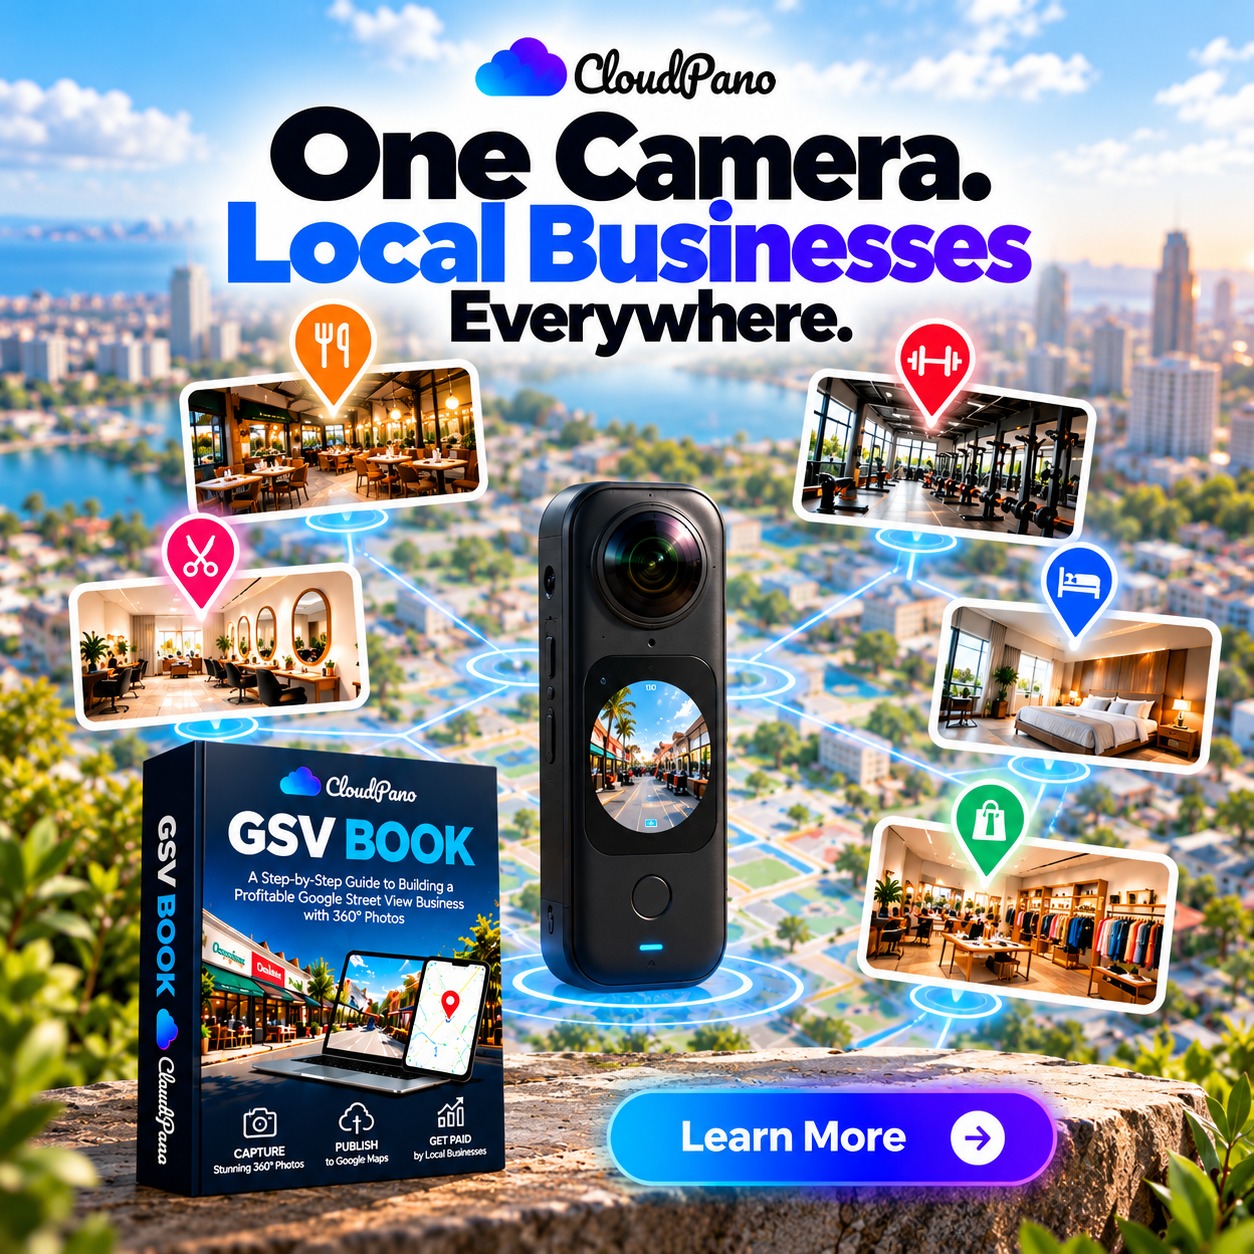 CloudPano
One Camera.
Local Businesses
Everywhere.
CloudPano
GSV BOOK
A Step-by-Step Guide to Building a
Profitable Google Street View Business
with 360° Photos
GSV BOOK
CloudPano
CAPTURE
Stunning 360° Photos
PUBLISH
to Google Maps
GET PAID
by Local Businesses
Learn More